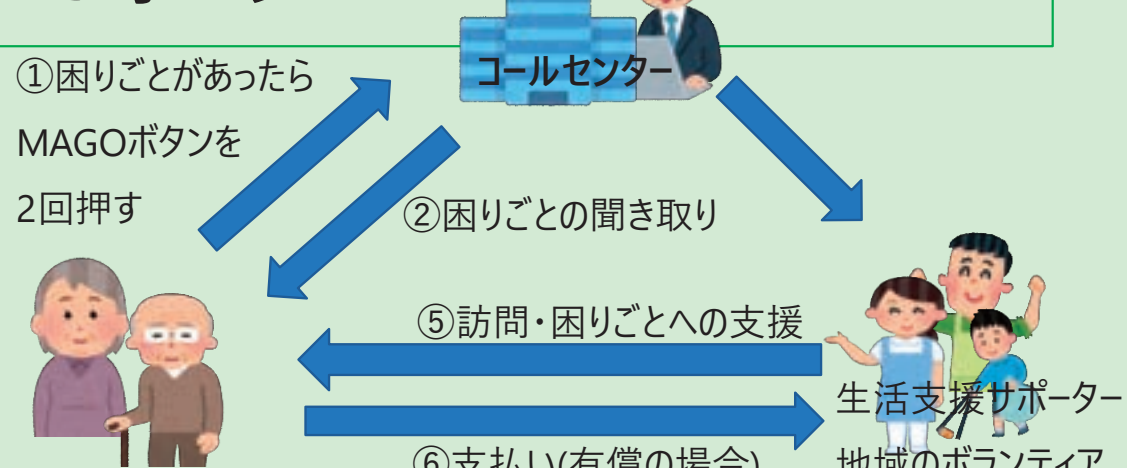 コールセンター
①困りごとがあったら
MAGOボタンを
2回押す
②困りごとの聞き取り
⑤訪問・困りごとへの支援
生活支援サポーター
⑥支払い(有償の場合)
地域のボランティア